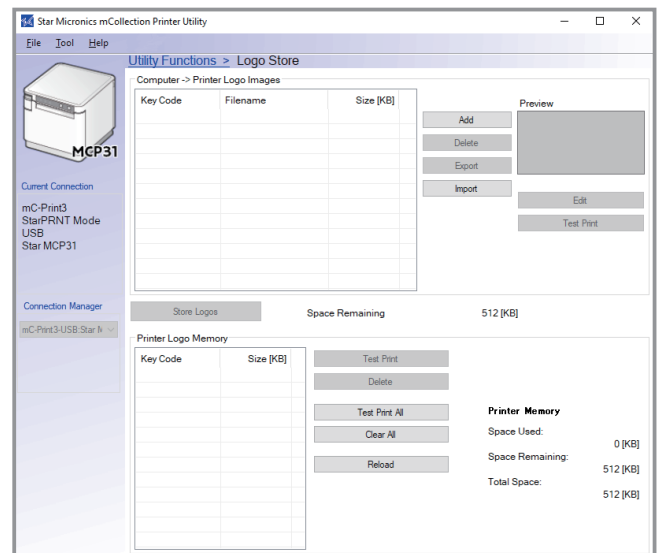 Star Micronics mCollection Printer Utility
File Tool Help
Utility Functions > Logo Store
MCP31
Current Connection
mC-Print3
StarPRNT Mode
USB
Star MCP31
Connection Manager
mC-Print3-USB:Star
Computer -> Printer Logo Images
Key Code Filename Size [KB]
Add
Delete
Export
Import
Preview
Edit
Test Print
Store Logos Space Remaining 512 [KB]
Printer Logo Memory
Key Code Size [KB]
Test Print
Delete
Test Print All
Clear All
Reload
Printer Memory
Space Used:
0 [KB]
Space Remaining:
512 [KB]
Total Space:
512 [KB]